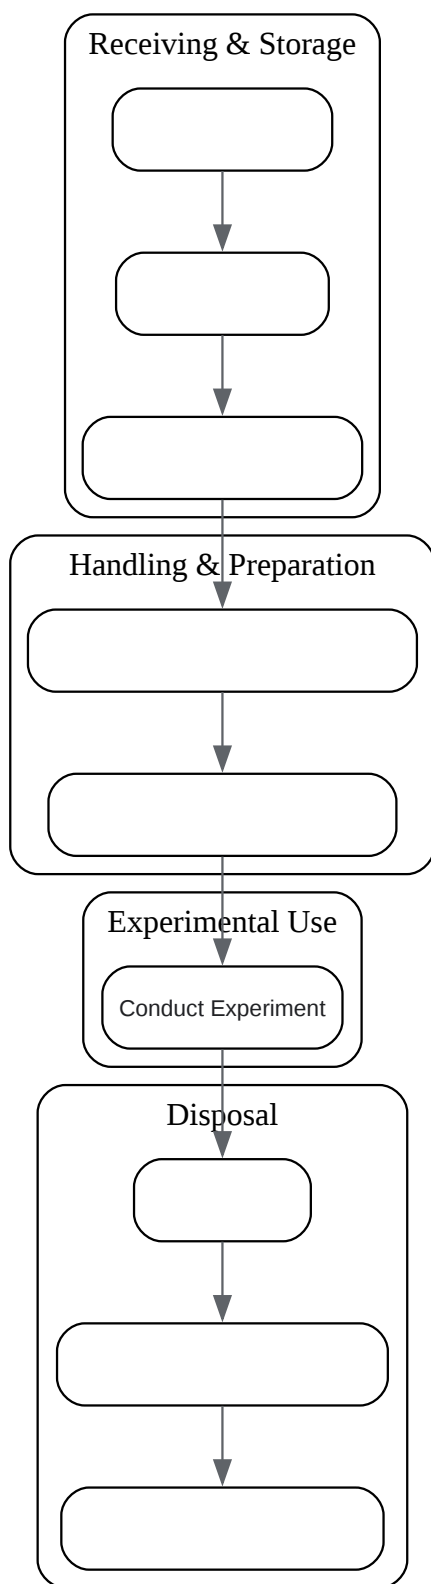 Receiving & Storage
Handling & Preparation
Experimental Use
Conduct Experiment
Disposal